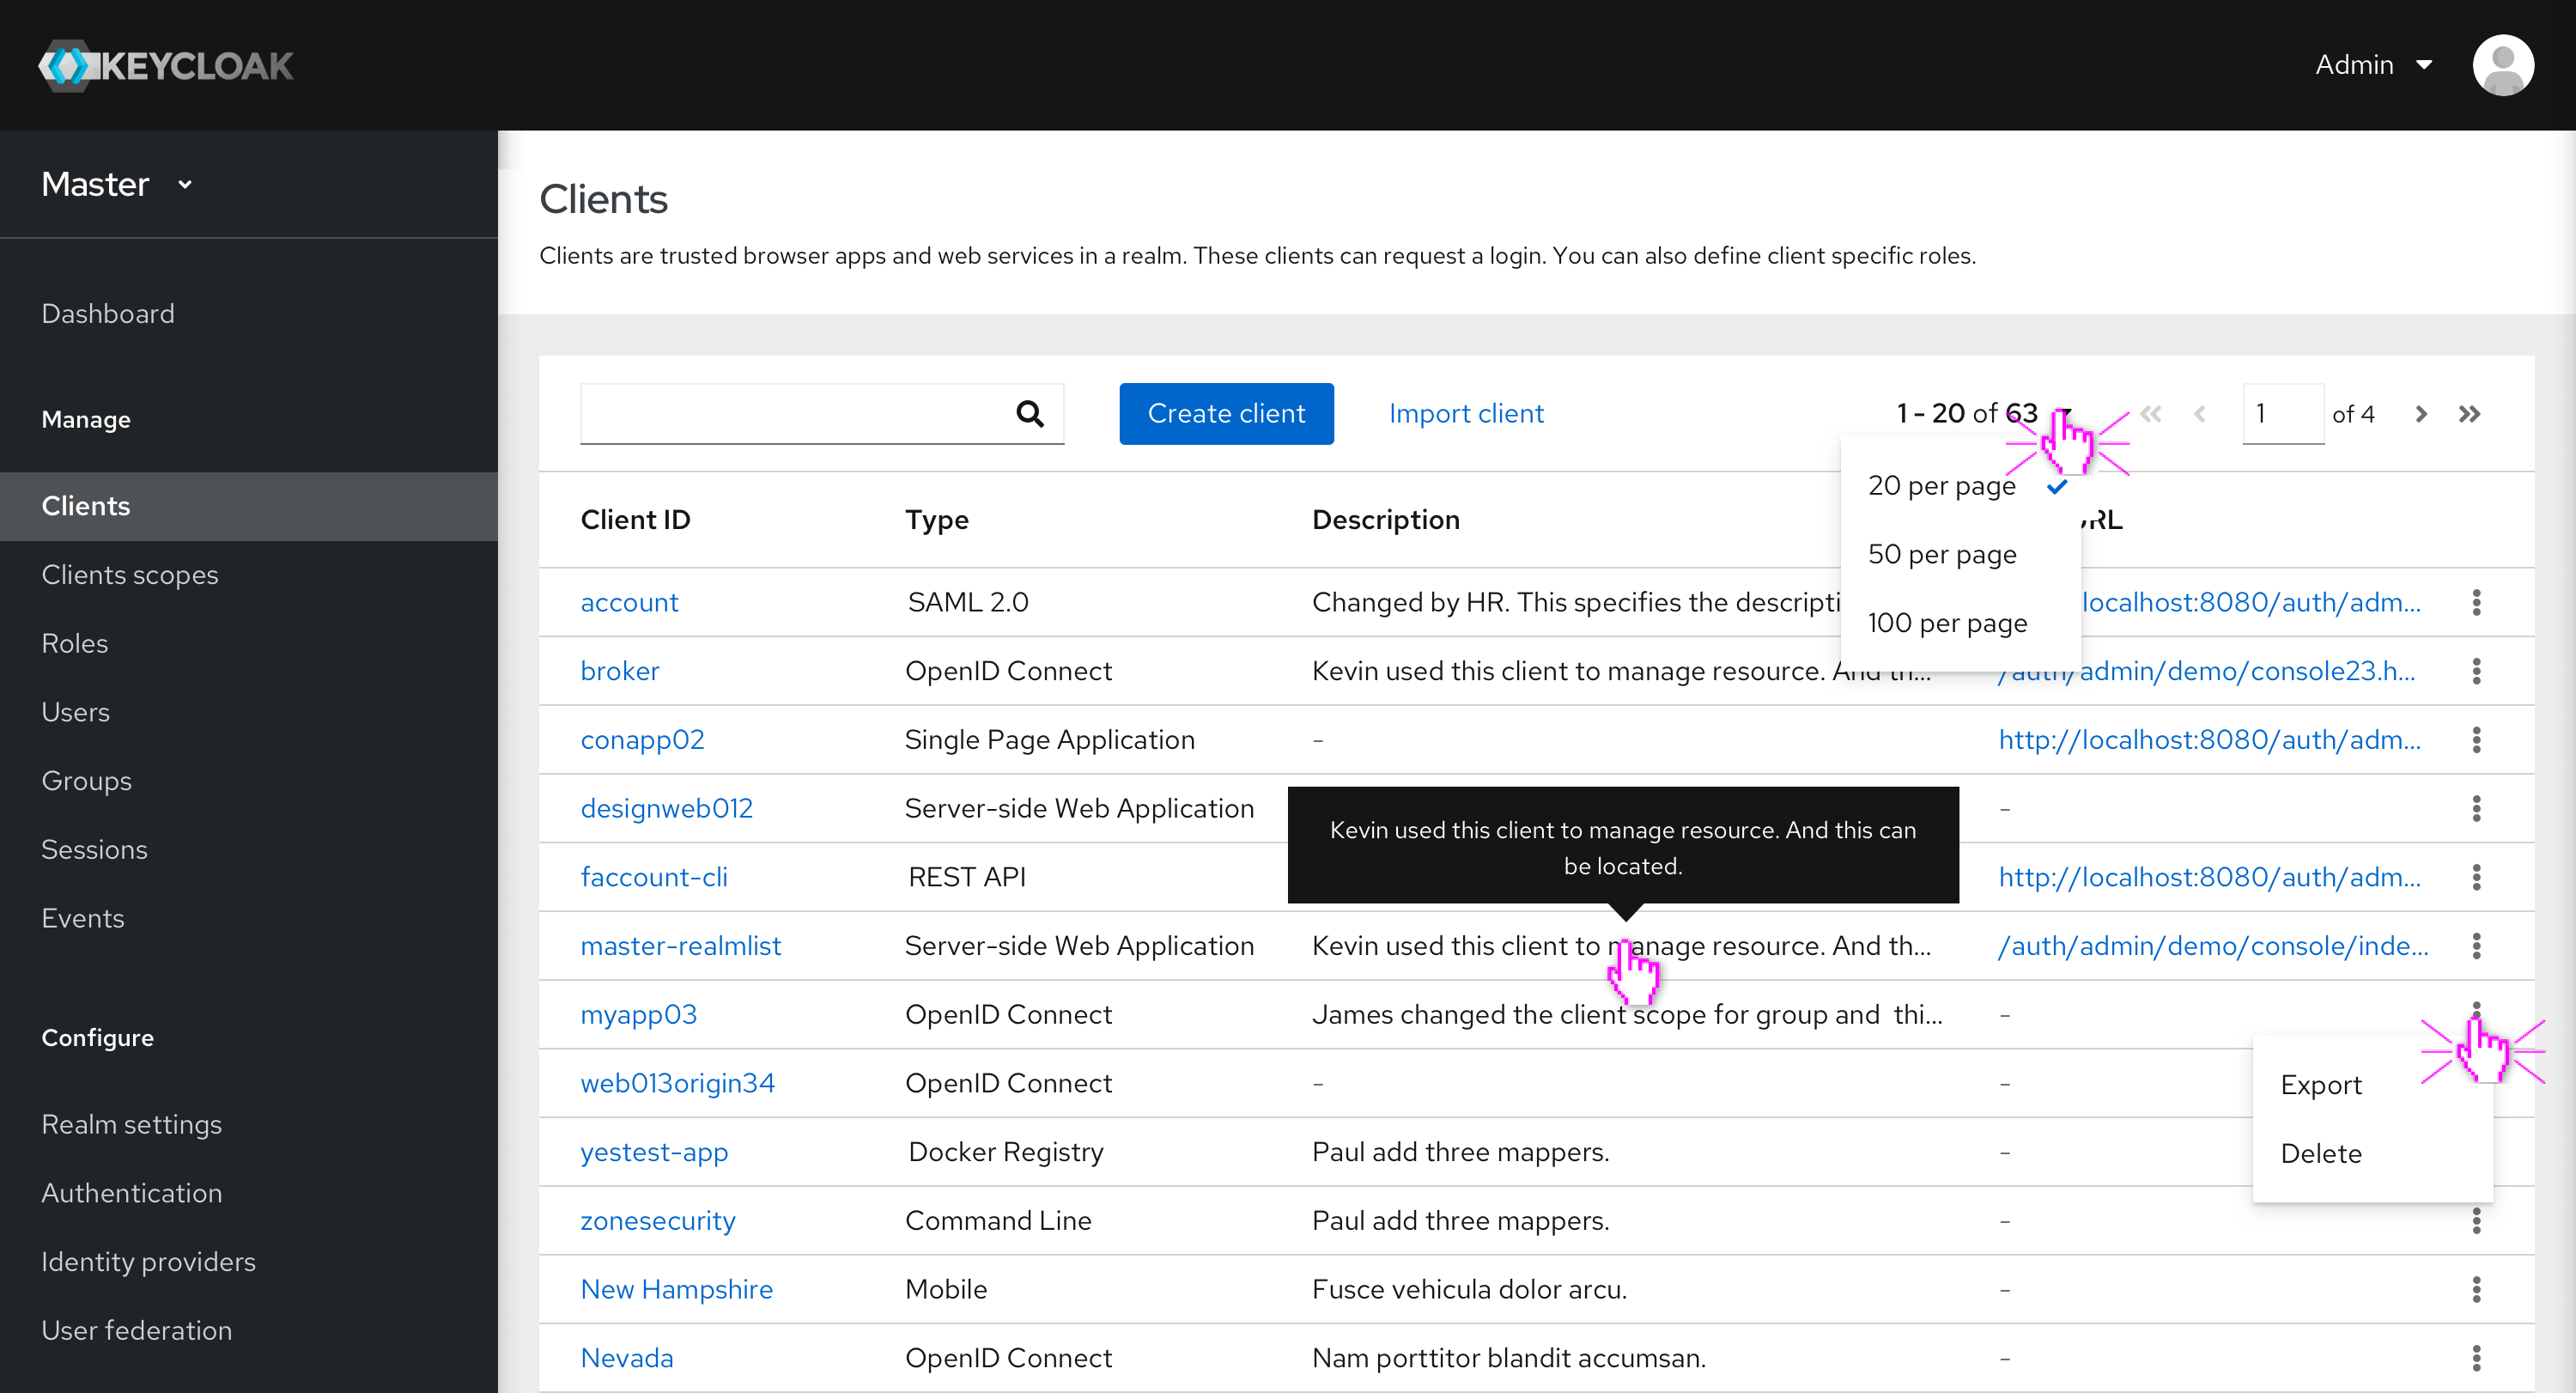 KEYCLOAK
Admin
Master
Dashboard
Manage
Clients
Clients scopes
Roles
Users
Groups
Sessions
Events
Configure
Realm settings
Authentication
Identity providers
User federation
Clients
Clients are trusted browser apps and web services in a realm. These clients can request a login. You can also define client specific roles.
Create client Import client 1 - 20 of 63 1 of 4
20 per page
50 per page
100 per page
Client ID Type Description
account SAML 2.0 Changed by HR. This specifies the descripti localhost:8080/auth/adm...
broker OpenID Connect Kevin used this client to manage resource. And th... /auth/admin/demo/console23.h...
conapp02 Single Page Application - http://localhost:8080/auth/adm...
designweb012 Server-side Web Application -
Kevin used this client to manage resource. And this can
be located.
faccount-cli REST API http://localhost:8080/auth/adm...
master-realmlist Server-side Web Application Kevin used this client to manage resource. And th... /auth/admin/demo/console/inde...
myapp03 OpenID Connect James changed the client scope for group and thi... -
Export
Delete
web013origin34 OpenID Connect - -
yestest-app Docker Registry Paul add three mappers. -
zonesecurity Command Line Paul add three mappers. -
New Hampshire Mobile Fusce vehicula dolor arcu. -
Nevada OpenID Connect Nam porttitor blandit accumsan. -